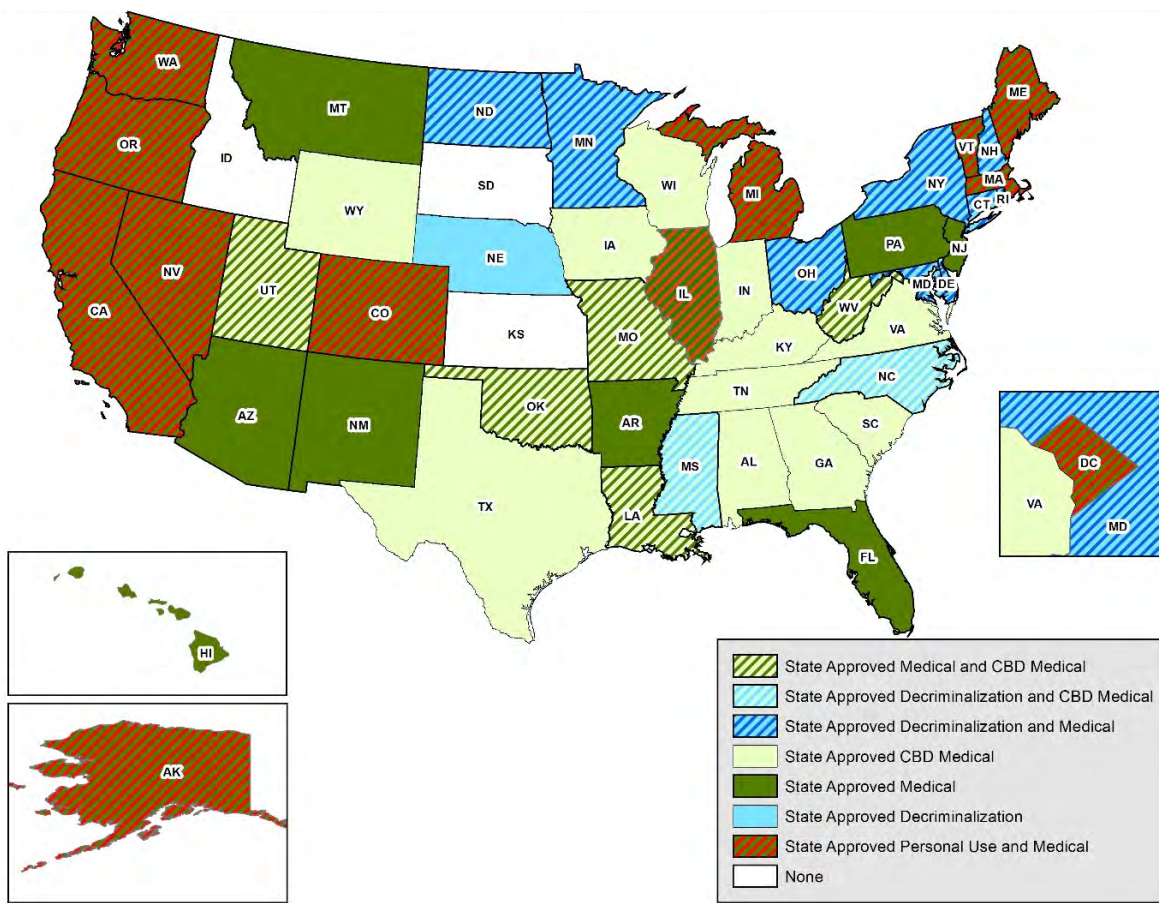 WA
OR
CA
NV
ID
MT
WY
UT
CO
AZ
NM
ND
SD
NE
KS
OK
TX
MN
IA
MO
AR
LA
WI
IL
MI
IN
OH
KY
TN
MS
AL
GA
FL
SC
NC
VA
WV
PA
NY
NJ
MD
DE
CT
RI
MA
VT
NH
ME
DC
VA
MD
HI
AK
State Approved Medical and CBD Medical
State Approved Decriminalization and CBD Medical
State Approved Decriminalization and Medical
State Approved CBD Medical
State Approved Medical
State Approved Decriminalization
State Approved Personal Use and Medical
None